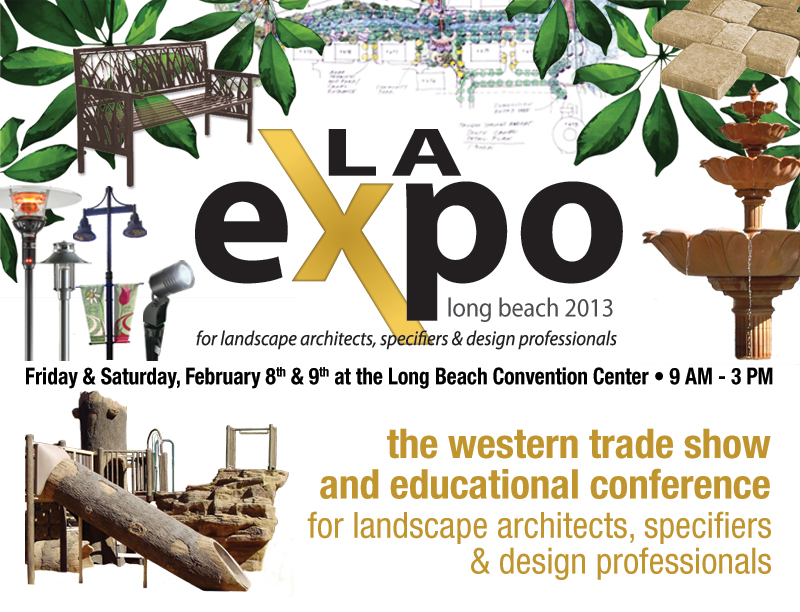 LA
expo
long beach 2013
for landscape architects, specifiers & design professionals
Friday & Saturday, February 8th & 9th at the Long Beach Convention Center • 9 AM - 3 PM
the western trade show
and educational conference
for landscape architects, specifiers
& design professionals